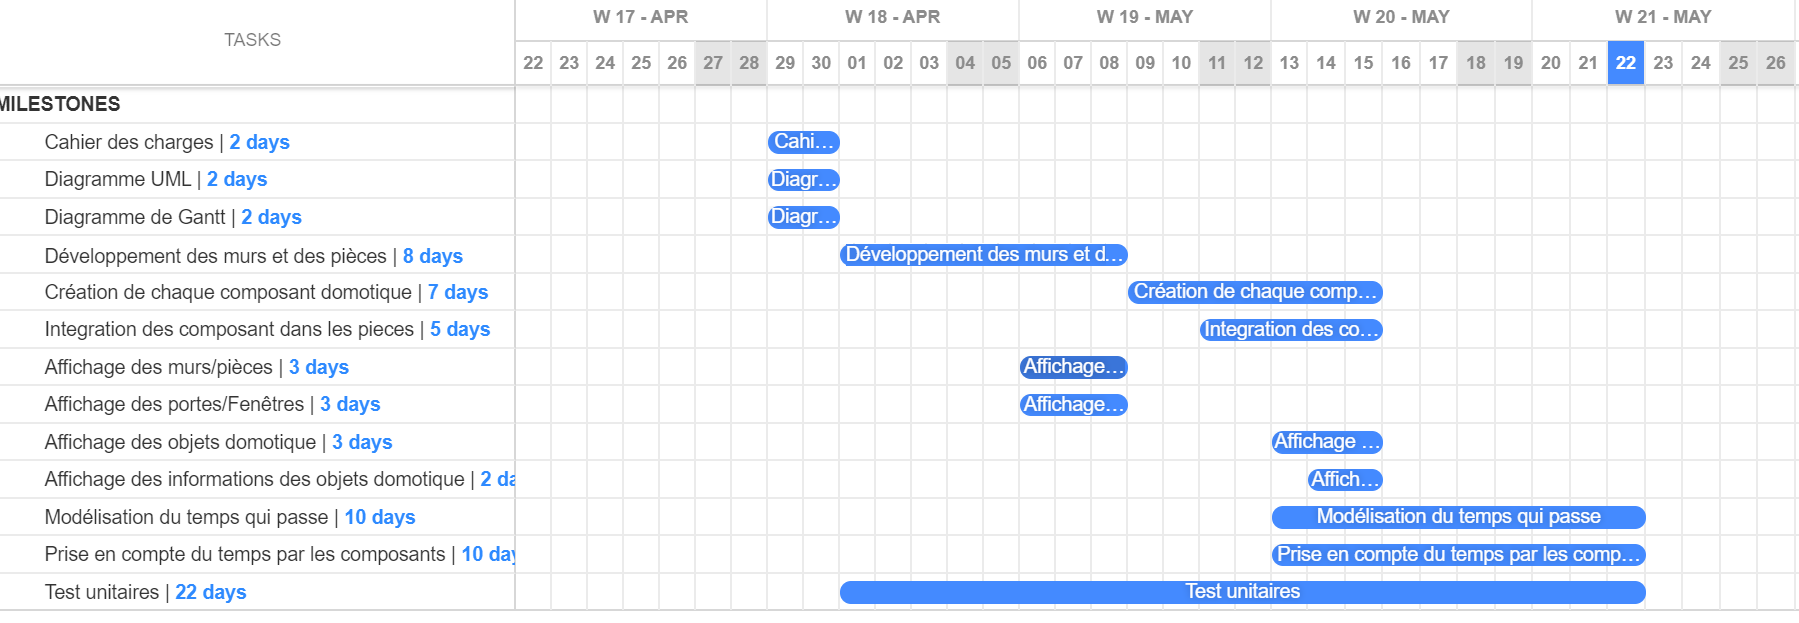 W 17 - APR W 18 - APR W 19 - MAY W 20 - MAY W 21 - MAY
TASKS
22 23 24 25 26 27 28 29 30 01 02 03 04 05 06 07 08 09 10 11 12 13 14 15 16 17 18 19 20 21 22 23 24 25 26
MILESTONES
Cahier des charges | 2 days Cahi...
Diagramme UML | 2 days Diagr...
Diagramme de Gantt | 2 days Diagr...
Développement des murs et des pièces | 8 days Développement des murs et d...
Création de chaque composant domotique | 7 days Création de chaque comp...
Integration des composant dans les pieces | 5 days Integration des co...
Affichage des murs/pièces | 3 days Affichage...
Affichage des portes/Fenêtres | 3 days Affichage...
Affichage des objets domotique | 3 days Affichage ...
Affichage des informations des objets domotique | 2 da Affich...
Modélisation du temps qui passe | 10 days Modélisation du temps qui passe
Prise en compte du temps par les composants | 10 day Prise en compte du temps par les comp...
Test unitaires | 22 days Test unitaires